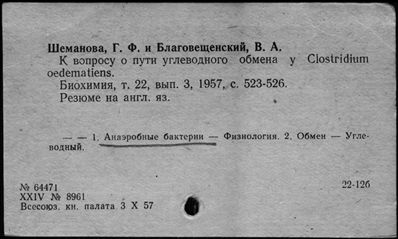 Шеманова, Г. Ф. и Благовещенский, В. А.
К вопросу о пути углеводного обмена у Clostridium
oedematiens.
Биохимия, т. 22, вып. 3, 1957, с. 523-526.
Резюме на англ. яз.
— — 1. Анаэробные бактерии — Физиология. 2. Обмен — Угле-
водный.
№ 64471
22-12б
XXIV № 8961
Всесоюз. кн. палата 3 X 57